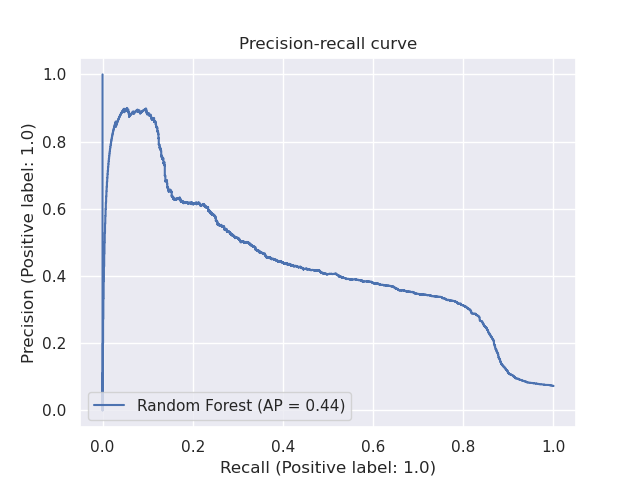 Precision-recall curve
1.0
0.8
0.6
0.4
0.2
0.0
Precision (Positive label: 1.0)
Random Forest (AP = 0.44)
0.0 0.2 0.4 0.6 0.8 1.0
Recall (Positive label: 1.0)